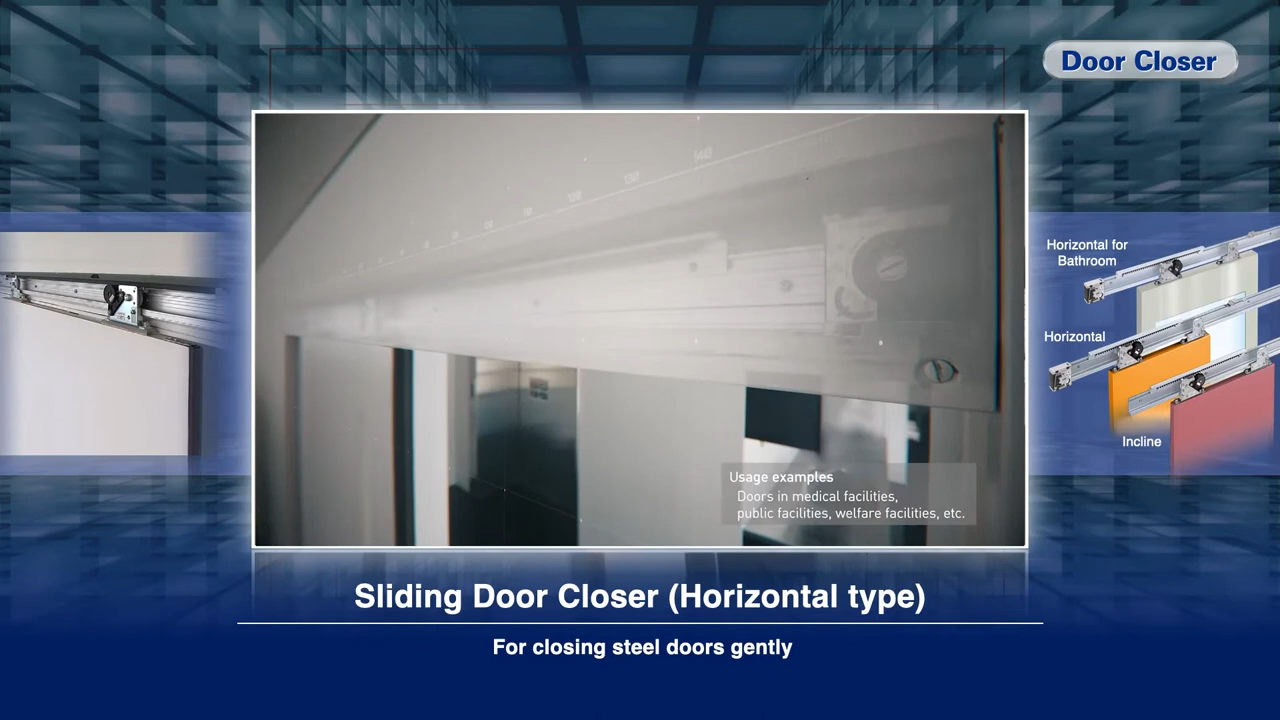 Door Closer
Horizontal for
Bathroom
Horizontal
Incline
Usage examples
Doors in medical facilities,
public facilities, welfare facilities, etc.
Sliding Door Closer (Horizontal type)
For closing steel doors gently